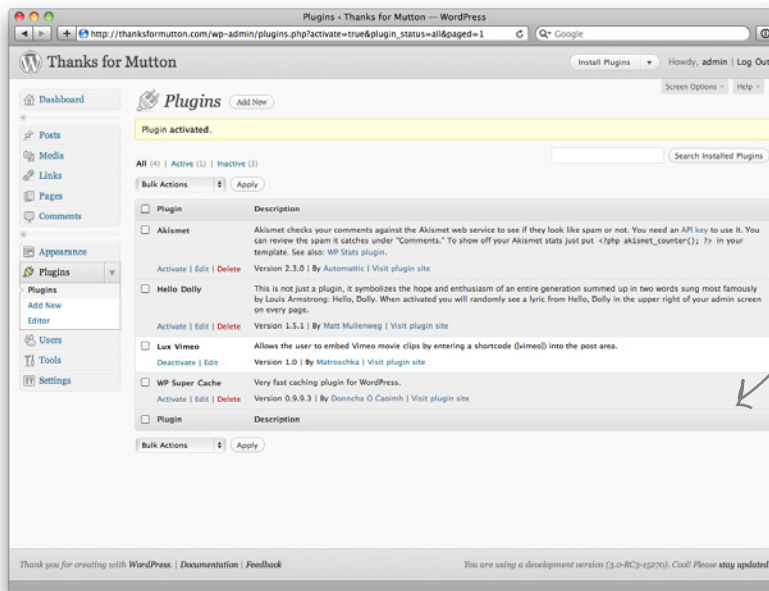 Plugins ‹ Thanks for Mutton — WordPress
http://thanksformutton.com/wp-admin/plugins.php?activate=true&plugin_status=all&paged=1
Google
Thanks for Mutton
Install Plugins
Howdy, admin | Log Out
Screen Options
Help
Dashboard
Posts
Media
Links
Pages
Comments
Appearance
Plugins
Plugins
Add New
Editor
Users
Tools
Settings
Plugins
Add New
Plugin activated.
All (4) | Active (1) | Inactive (3)
Search Installed Plugins
Bulk Actions
Apply
Plugin Description
Akismet
Akismet checks your comments against the Akismet web service to see if they look like spam or not. You need an API key to use it. You
can review the spam it catches under "Comments." To show off your Akismet stats just put <?php akismet_counter(); ?> in your
template. See also: WP Stats plugin.
Activate | Edit | Delete
Version 2.3.0 | By Automattic | Visit plugin site
Hello Dolly
This is not just a plugin, it symbolizes the hope and enthusiasm of an entire generation summed up in two words sung most famously
by Louis Armstrong: Hello, Dolly. When activated you will randomly see a lyric from Hello, Dolly in the upper right of your admin screen
on every page.
Activate | Edit | Delete
Version 1.5.1 | By Matt Mullenweg | Visit plugin site
Lux Vimeo
Allows the user to embed Vimeo movie clips by entering a shortcode ([vimeo]) into the post area.
Deactivate | Edit
Version 1.0 | By Matroschka | Visit plugin site
WP Super Cache
Very fast caching plugin for WordPress.
Activate | Edit | Delete
Version 0.9.9.3 | By Donncha O Caoimh | Visit plugin site
Plugin Description
Bulk Actions
Apply
Thank you for creating with WordPress. | Documentation | Feedback
You are using a development version (3.0-RC3-15270). Cool! Please stay updated